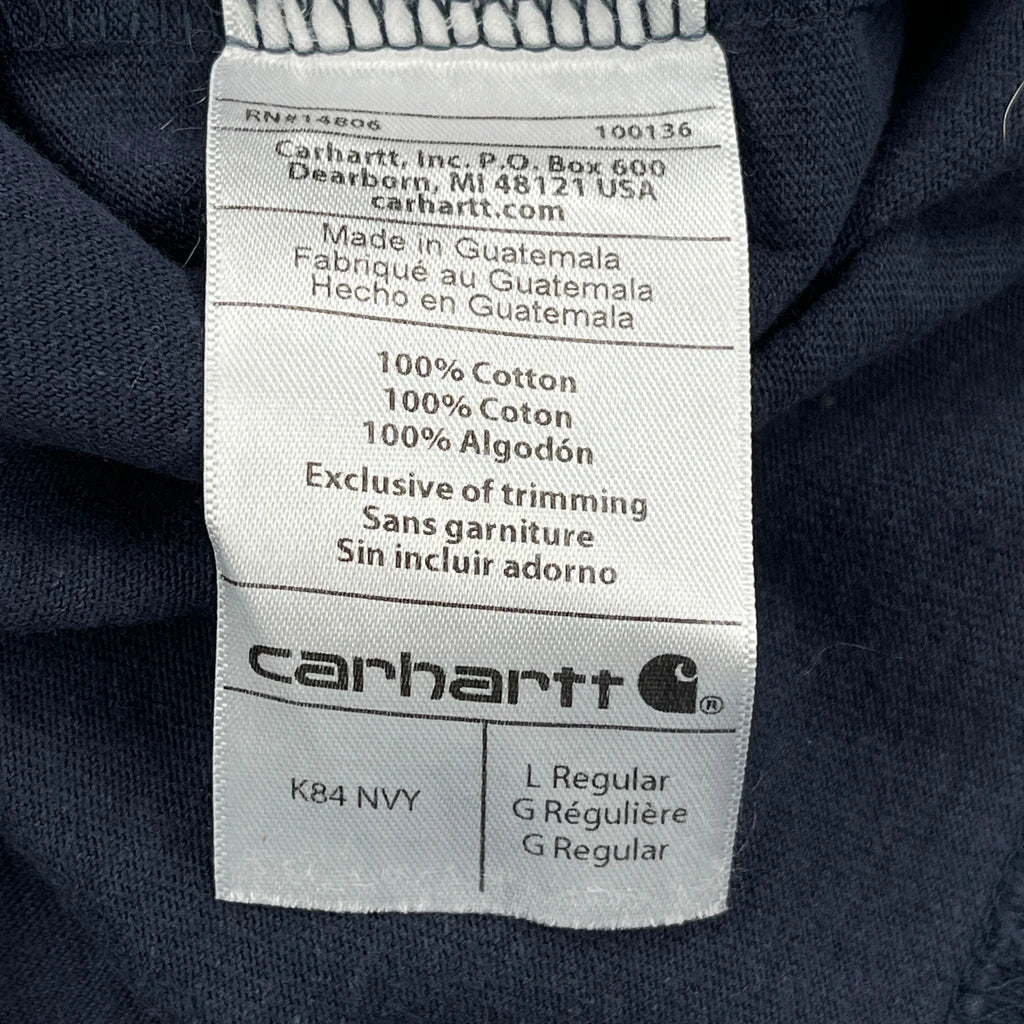 RN#14806 100136
Carhartt, Inc. P.O. Box 600
Dearborn, MI 48121 USA
carhartt.com
Made in Guatemala
Fabriqué au Guatemala
Hecho en Guatemala
100% Cotton
100% Coton
100% Algodón
Exclusive of trimming
Sans garniture
Sin incluir adorno
carhartt ®
K84 NVY
L Regular
G Régulière
G Regular